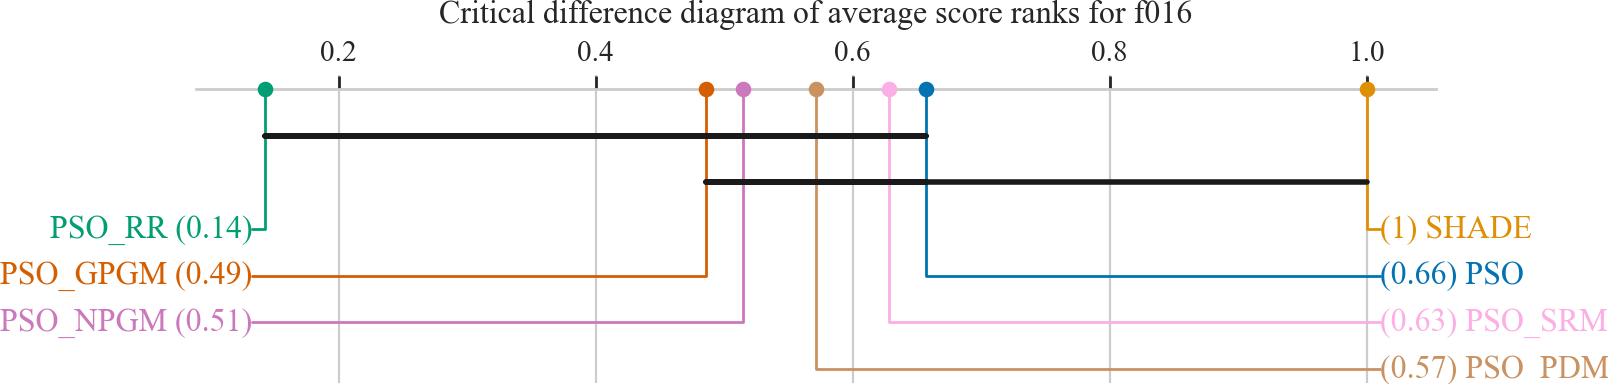 Critical difference diagram of average score ranks for f016
0.2 0.4 0.6 0.8 1.0
PSO_RR (0.14) (1) SHADE
PSO_GPGM (0.49) (0.66) PSO
PSO_NPGM (0.51) (0.63) PSO_SRM
(0.57) PSO_PDM